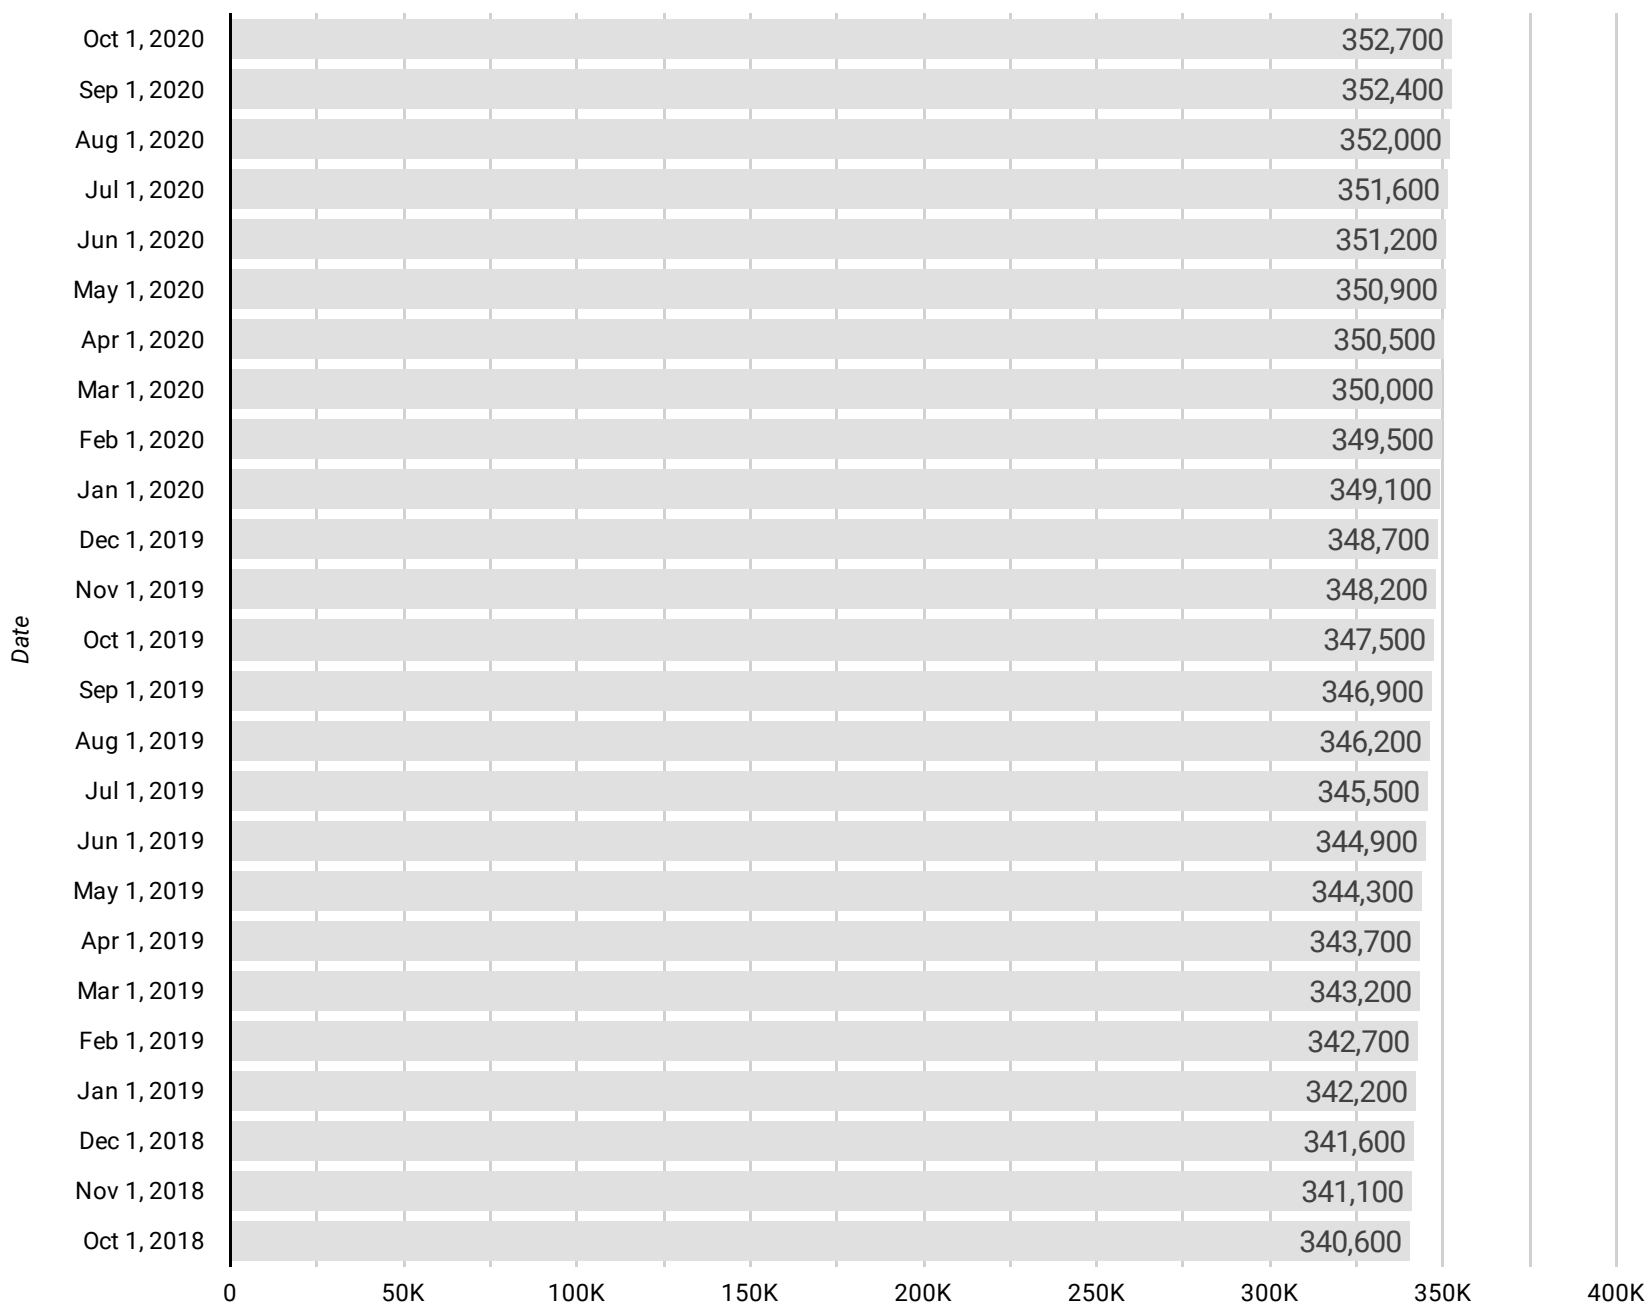 Oct 1, 2020 352,700
Sep 1, 2020 352,400
Aug 1, 2020 352,000
Jul 1, 2020 351,600
Jun 1, 2020 351,200
May 1, 2020 350,900
Apr 1, 2020 350,500
Mar 1, 2020 350,000
Feb 1, 2020 349,500
Jan 1, 2020 349,100
Dec 1, 2019 348,700
Nov 1, 2019 348,200
Oct 1, 2019 347,500
Date
Sep 1, 2019 346,900
Aug 1, 2019 346,200
Jul 1, 2019 345,500
Jun 1, 2019 344,900
May 1, 2019 344,300
Apr 1, 2019 343,700
Mar 1, 2019 343,200
Feb 1, 2019 342,700
Jan 1, 2019 342,200
Dec 1, 2018 341,600
Nov 1, 2018 341,100
Oct 1, 2018 340,600
0 50K 100K 150K 200K 250K 300K 350K 400K